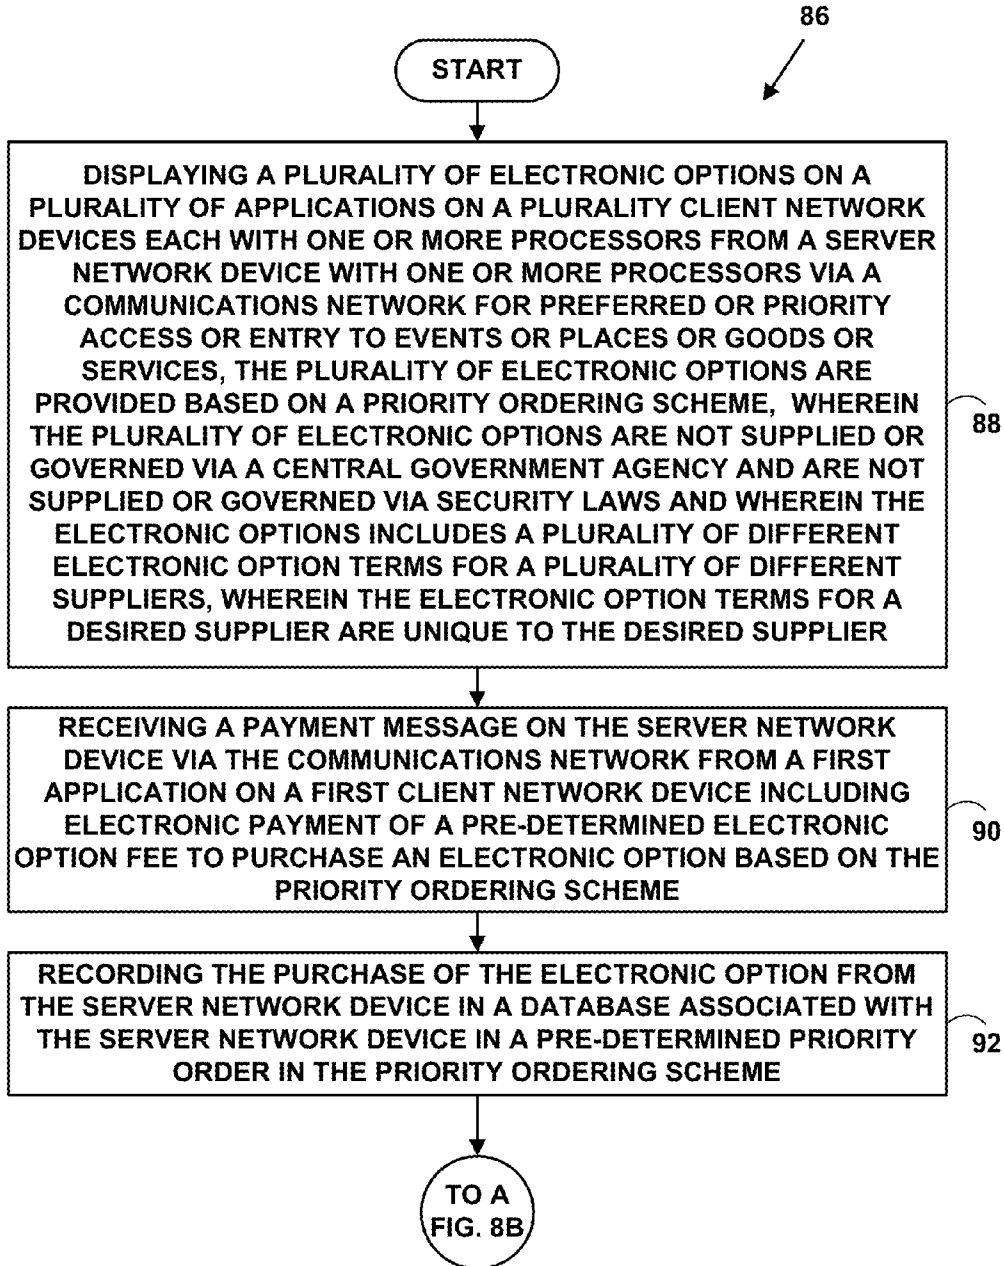 86
START
DISPLAYING A PLURALITY OF ELECTRONIC OPTIONS ON A
PLURALITY OF APPLICATIONS ON A PLURALITY CLIENT NETWORK
DEVICES EACH WITH ONE OR MORE PROCESSORS FROM A SERVER
NETWORK DEVICE WITH ONE OR MORE PROCESSORS VIA A
COMMUNICATIONS NETWORK FOR PREFERRED OR PRIORITY
ACCESS OR ENTRY TO EVENTS OR PLACES OR GOODS OR
SERVICES, THE PLURALITY OF ELECTRONIC OPTIONS ARE
PROVIDED BASED ON A PRIORITY ORDERING SCHEME, WHEREIN
THE PLURALITY OF ELECTRONIC OPTIONS ARE NOT SUPPLIED OR
GOVERNED VIA A CENTRAL GOVERNMENT AGENCY AND ARE NOT
SUPPLIED OR GOVERNED VIA SECURITY LAWS AND WHEREIN THE
ELECTRONIC OPTIONS INCLUDES A PLURALITY OF DIFFERENT
ELECTRONIC OPTION TERMS FOR A PLURALITY OF DIFFERENT
SUPPLIERS, WHEREIN THE ELECTRONIC OPTION TERMS FOR A
DESIRED SUPPLIER ARE UNIQUE TO THE DESIRED SUPPLIER
88
RECEIVING A PAYMENT MESSAGE ON THE SERVER NETWORK
DEVICE VIA THE COMMUNICATIONS NETWORK FROM A FIRST
APPLICATION ON A FIRST CLIENT NETWORK DEVICE INCLUDING
ELECTRONIC PAYMENT OF A PRE-DETERMINED ELECTRONIC
OPTION FEE TO PURCHASE AN ELECTRONIC OPTION BASED ON THE
PRIORITY ORDERING SCHEME
90
RECORDING THE PURCHASE OF THE ELECTRONIC OPTION FROM
THE SERVER NETWORK DEVICE IN A DATABASE ASSOCIATED WITH
THE SERVER NETWORK DEVICE IN A PRE-DETERMINED PRIORITY
ORDER IN THE PRIORITY ORDERING SCHEME
92
TO A
FIG. 8B